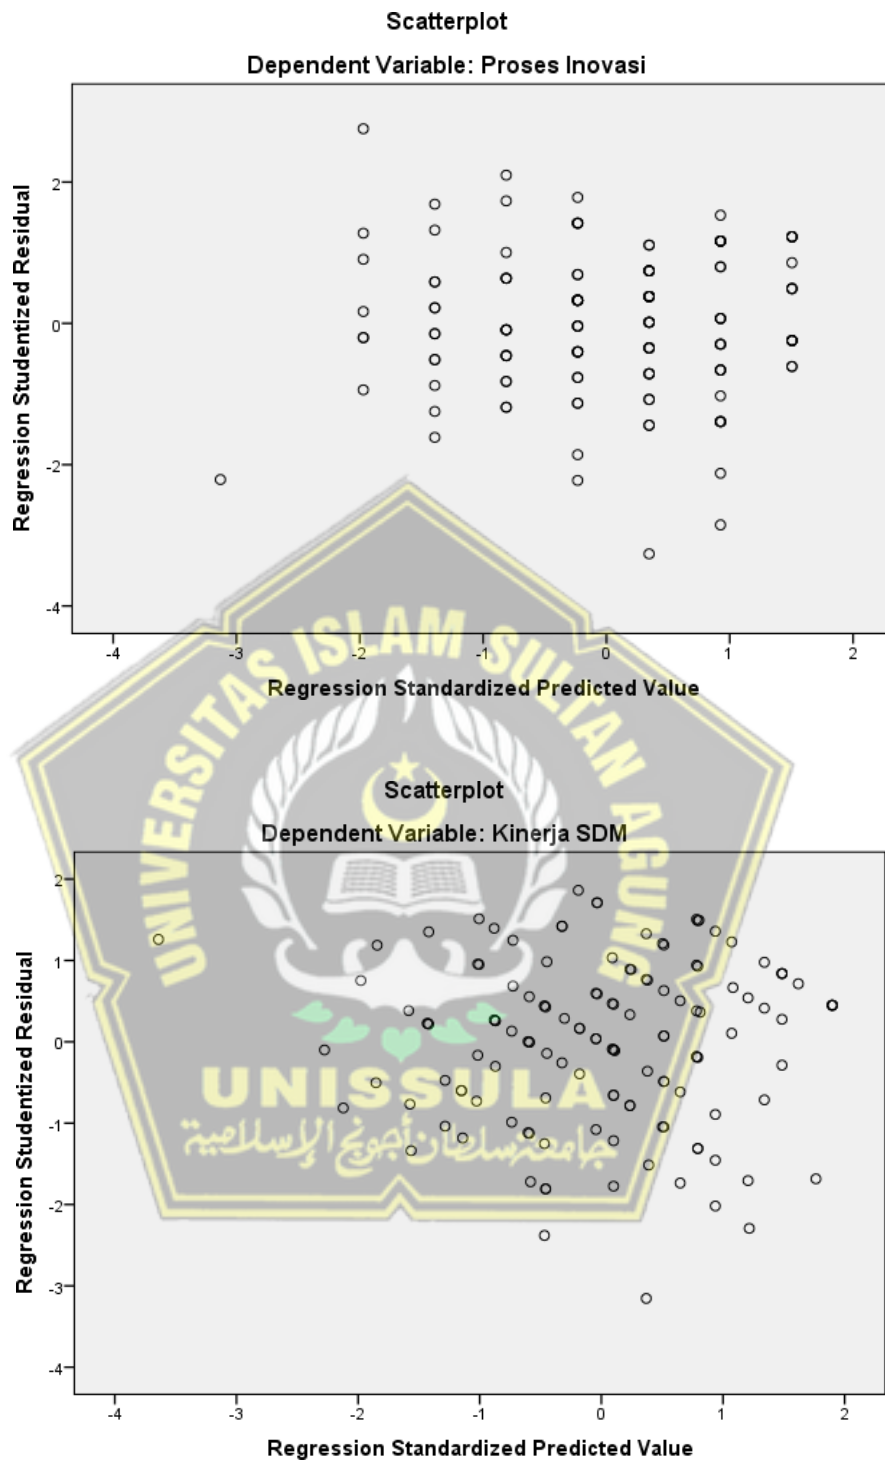 Scatterplot
Dependent Variable: Proses Inovasi
Regression Studentized Residual
2
0
-2
-4
-4 -3 -2 -1 0 1 2
Regression Standardized Predicted Value
UNIVERSITAS ISLAM SULTAN AGUNG
Scatterplot
Dependent Variable: Kinerja SDM
Regression Studentized Residual
2
1
0
-1
-2
-3
-4
UNISSULA
جامعته سلطان أجونج الإسلامية
-4 -3 -2 -1 0 1 2
Regression Standardized Predicted Value